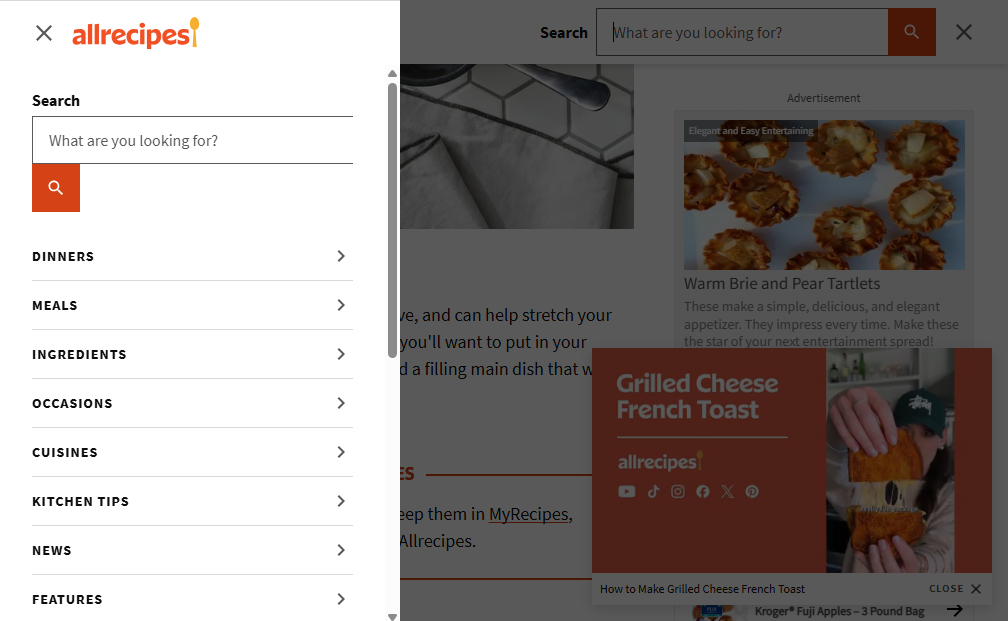 allrecipes
Search
What are you looking for?
DINNERS
MEALS
INGREDIENTS
OCCASIONS
CUISINES
KITCHEN TIPS
NEWS
FEATURES
Search
What are you looking for?
ve, and can help stretch your
you'll want to put in your
d a filling main dish that w
ES
eep them in MyRecipes,
Allrecipes.
Advertisement
Elegant and Easy Entertaining
Warm Brie and Pear Tartlets
These make a simple, delicious, and elegant
appetizer. They impress every time. Make these
the star of your next entertainment spread!
Grilled Cheese
French Toast
allrecipes
How to Make Grilled Cheese French Toast
CLOSE
Kroger® Fuji Apples – 3 Pound Bag